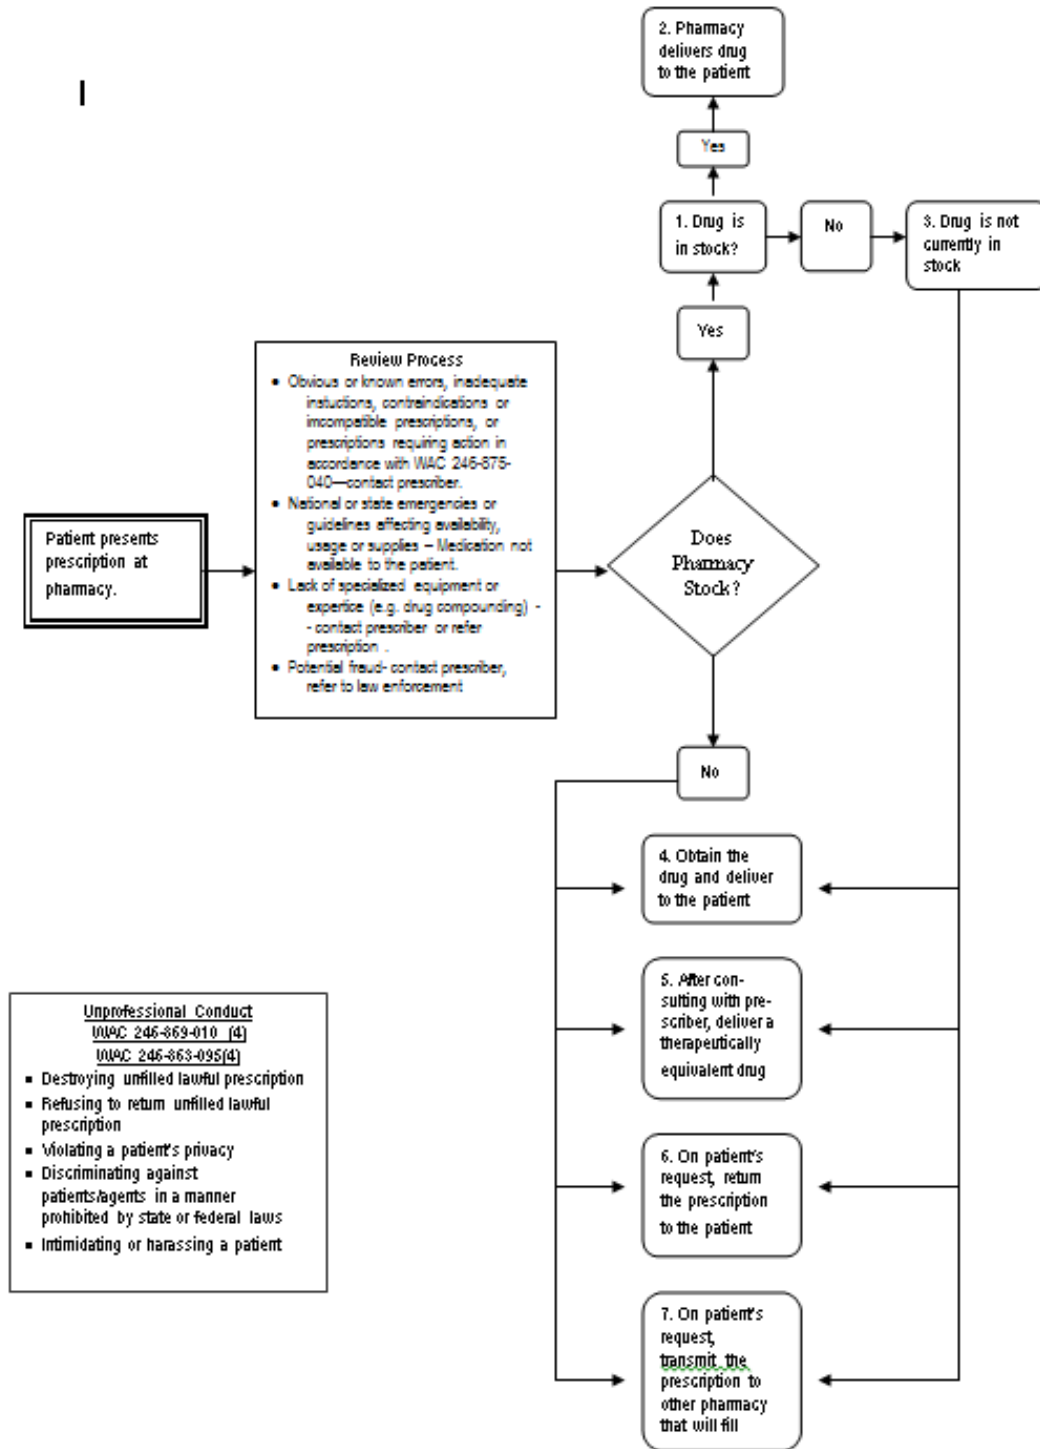 2. Pharmacy
delivers drug
to the patient
Yes
1. Drug is
in stock?
No
3. Drug is not
currently in
stock
Yes
Review Process
• Obvious or known errors, inadequate
instuctions, contraindications or
imcompatible prescriptions, or
prescriptions requiring action in
accordance with WAC 246-875-
040—contact prescriber.
• National or state emergencies or
guidelines affecting availability,
usage or supplies – Medication not
available to the patient.
• Lack of specialized equipment or
expertice (e.g. drug compounding) -
- contact prescriber or refer
prescription .
• Potential fraud- contact prescriber,
refer to law enforcement
Patient presents
prescription at
pharmacy.
Does
Pharmacy
Stock?
No
4. Obtain the
drug and deliver
to the patient
5. After con-
sulting with pre-
scriber, deliver a
therapeutically
equivalent drug
6. On patient's
request, return
the prescription
to the patient
7. On patient's
request,
transmit the
prescription to
other pharmacy
that will fill
Unprofessional Conduct
WAC 246-869-010 (4)
WAC 246-863-095(4)
▪ Destroying unfilled lawful prescription
▪ Refusing to return unfilled lawful
prescription
▪ Violating a patient's privacy
▪ Discriminating against
patients/agents in a manner
prohibited by state or federal laws
▪ Intimidating or harassing a patient